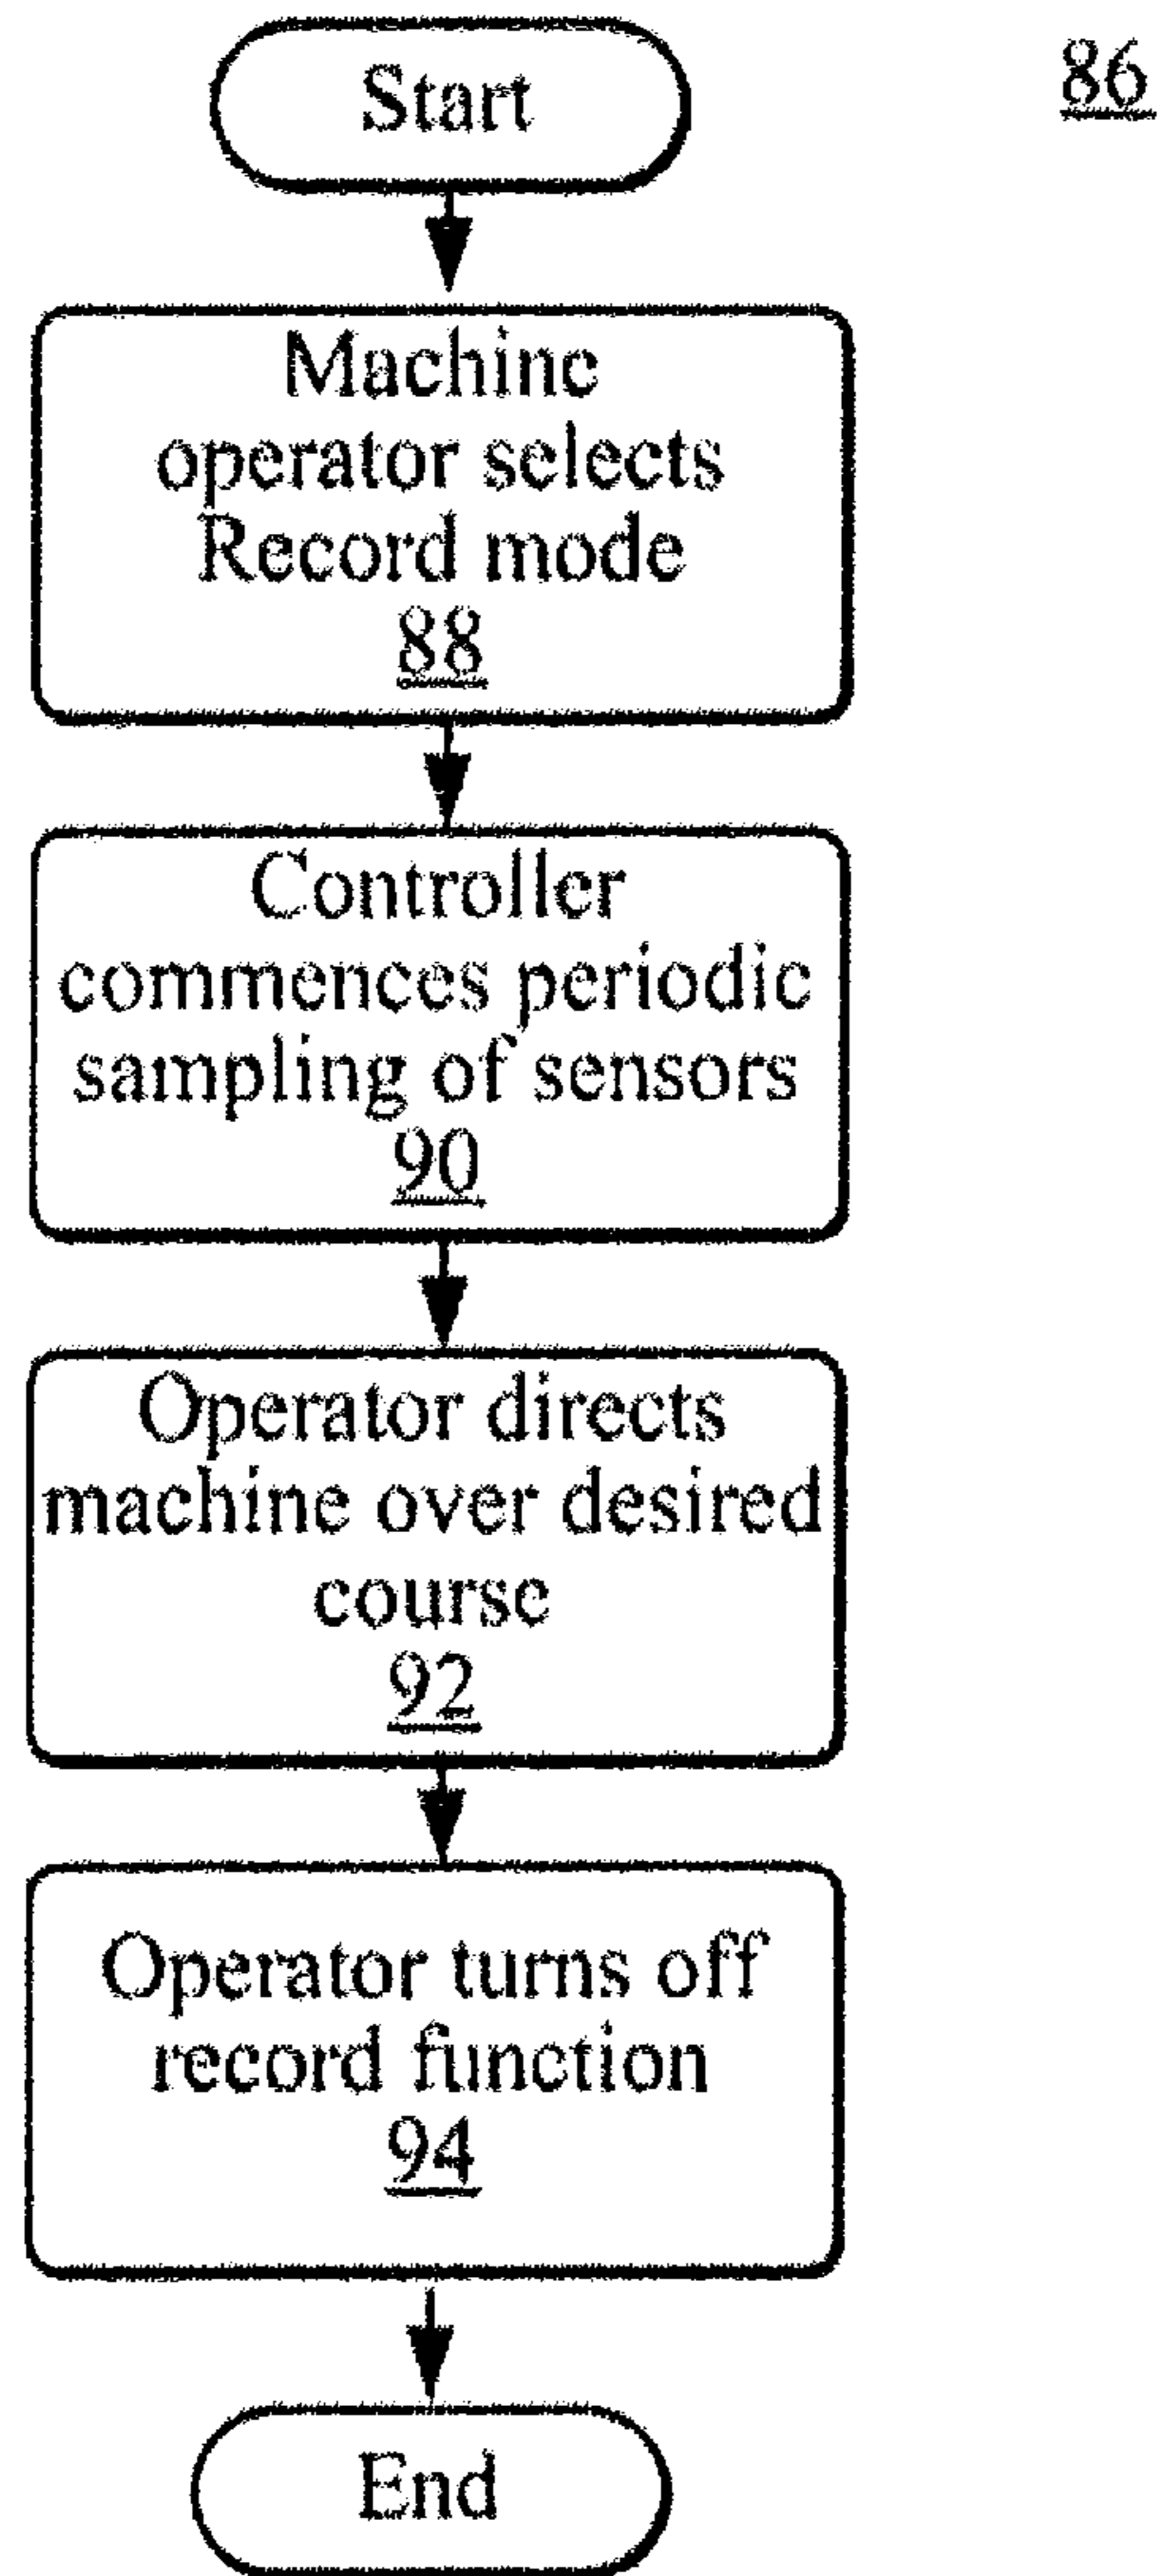 Start
86
Machine
operator selects
Record mode
88
Controller
commences periodic
sampling of sensors
90
Operator directs
machine over desired
course
92
Operator turns off
record function
94
End